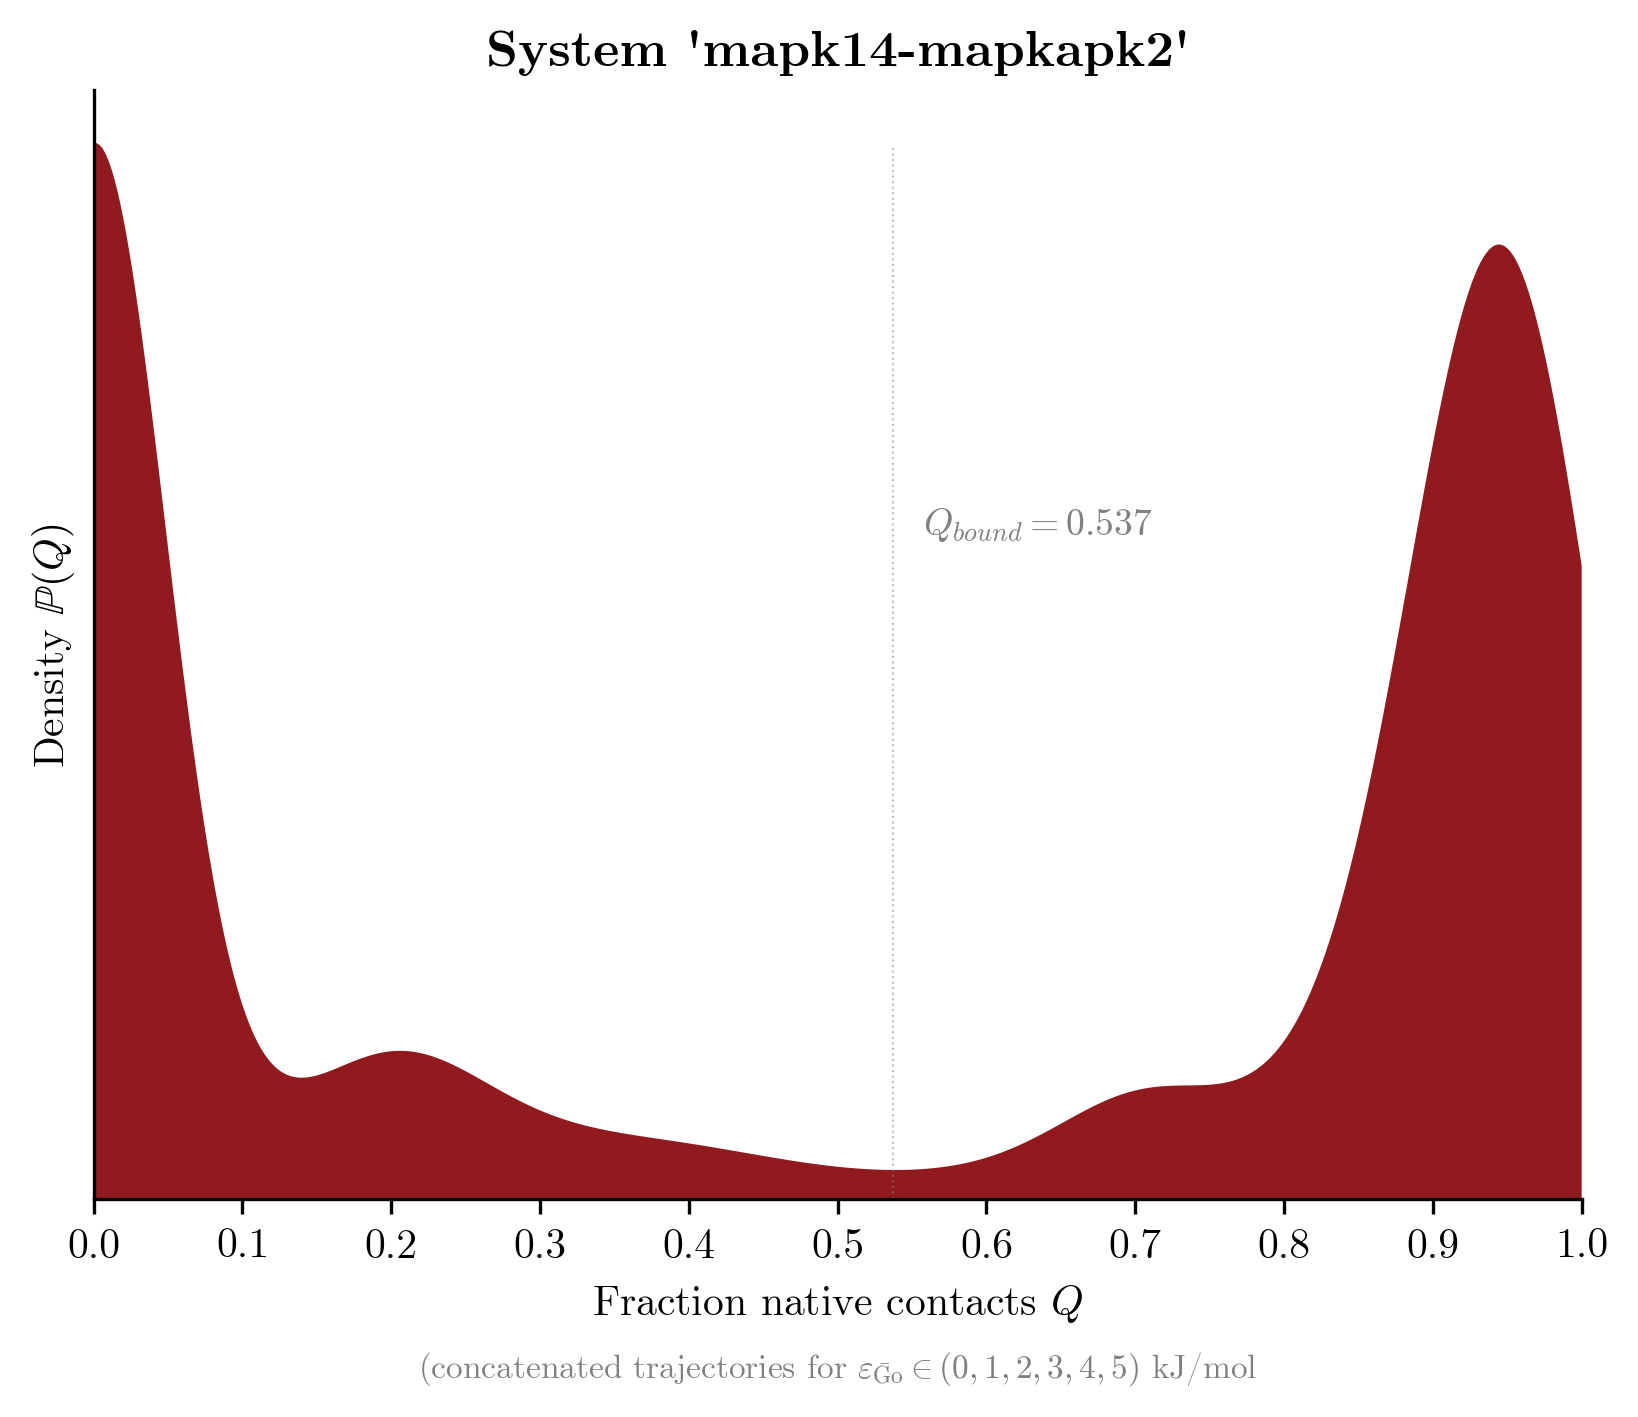 System 'mapk14-mapkapk2'
Density ℙ(Q)
Q_bound = 0.537
0.0 0.1 0.2 0.3 0.4 0.5 0.6 0.7 0.8 0.9 1.0
Fraction native contacts Q
(concatenated trajectories for ε_Ḡo ∈ (0, 1, 2, 3, 4, 5) kJ/mol